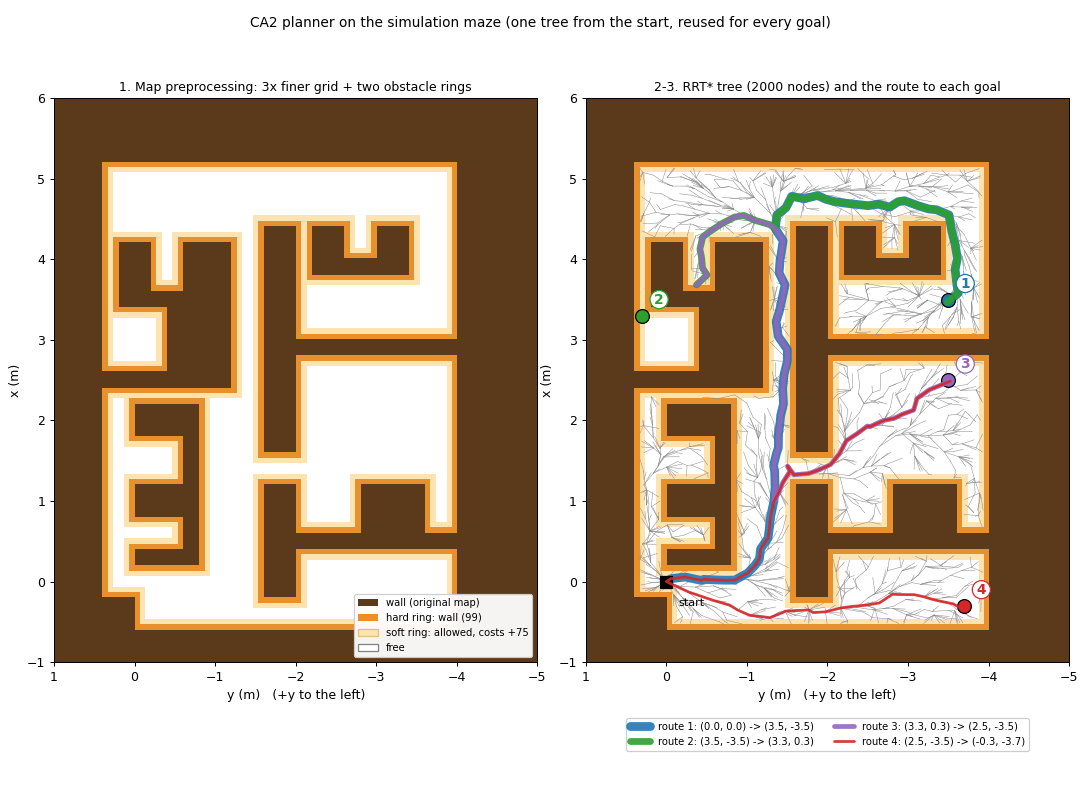 CA2 planner on the simulation maze (one tree from the start, reused for every goal)
1. Map preprocessing: 3x finer grid + two obstacle rings
6
5
4
3
2
1
0
−1
x (m)
1
0
−1
−2
−3
−4
−5
y (m)   (+y to the left)
wall (original map)
hard ring: wall (99)
soft ring: allowed, costs +75
free
2-3. RRT* tree (2000 nodes) and the route to each goal
6
5
4
3
2
1
0
−1
x (m)
1
2
3
4
start
1
0
−1
−2
−3
−4
−5
y (m)   (+y to the left)
route 1: (0.0, 0.0) -> (3.5, -3.5)
route 2: (3.5, -3.5) -> (3.3, 0.3)
route 3: (3.3, 0.3) -> (2.5, -3.5)
route 4: (2.5, -3.5) -> (-0.3, -3.7)